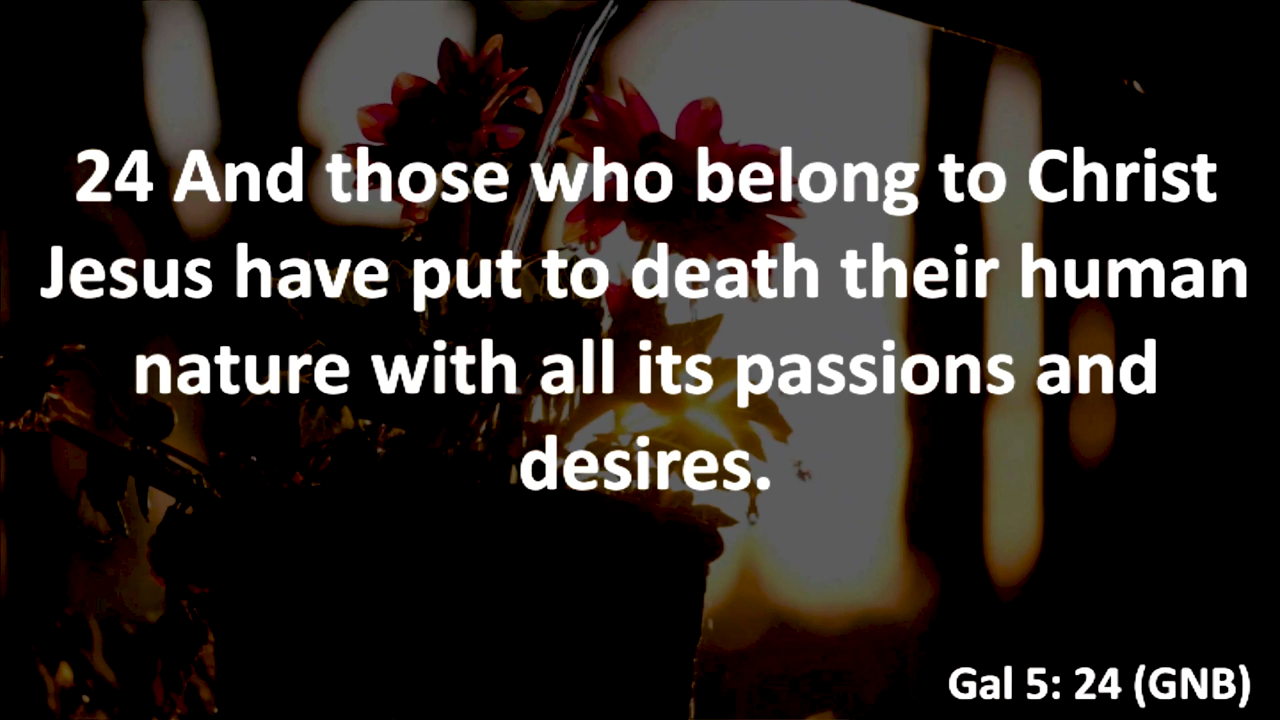 24 And those who belong to Christ
Jesus have put to death their human
nature with all its passions and
desires.
Gal 5: 24 (GNB)